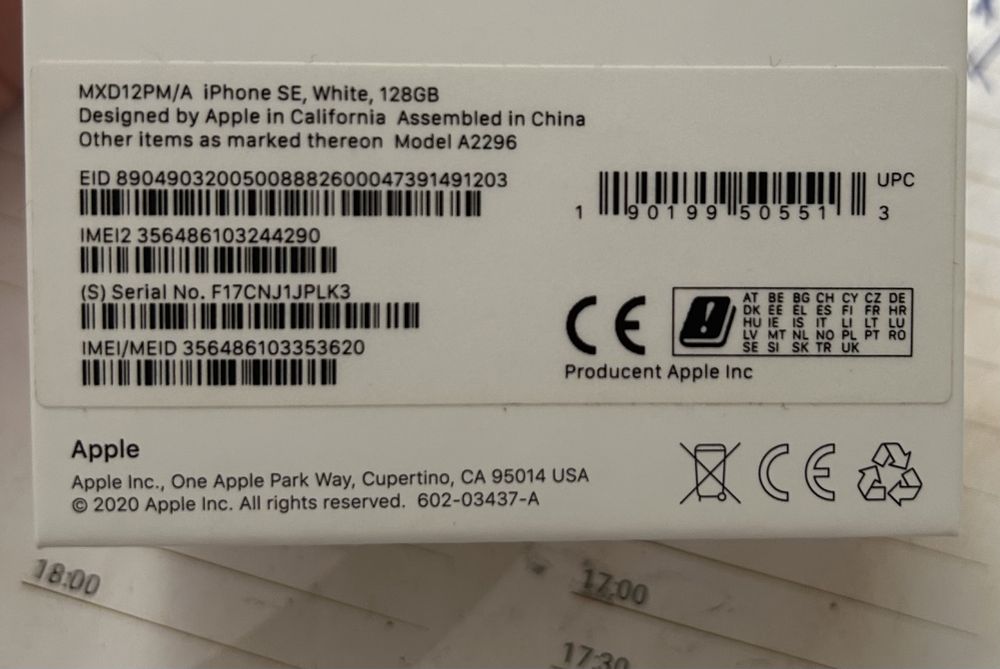 MXD12PM/A iPhone SE, White, 128GB
Designed by Apple in California Assembled in China
Other items as marked thereon Model A2296
EID 89049032005008882600047391491203
IMEI2 356486103244290
(S) Serial No. F17CNJ1JPLK3
IMEI/MEID 356486103353620
UPC
1 90199 50551 3
CE
AT BE BG CH CY CZ DE
DK EE EL ES FI FR HR
HU IE IS IT LI LT LU
LV MT NL NO PL PT RO
SE SI SK TR UK
Producent Apple Inc
Apple
Apple Inc., One Apple Park Way, Cupertino, CA 95014 USA
© 2020 Apple Inc. All rights reserved. 602-03437-A
CE
18:00
17:00
17:30